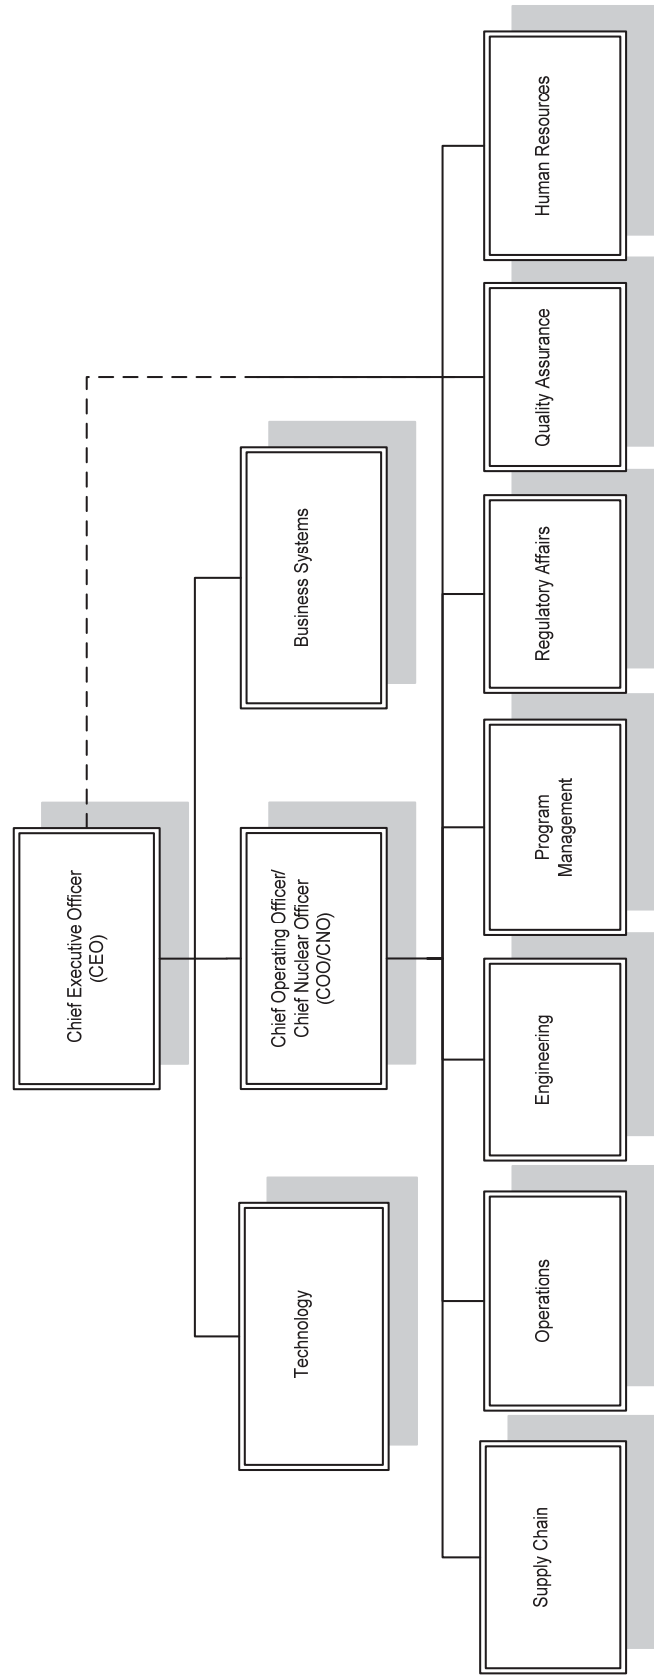 Chief Executive Officer
(CEO)
Technology
Chief Operating Officer/
Chief Nuclear Officer
(COO/CNO)
Business Systems
Supply Chain
Operations
Engineering
Program
Management
Regulatory Affairs
Quality Assurance
Human Resources